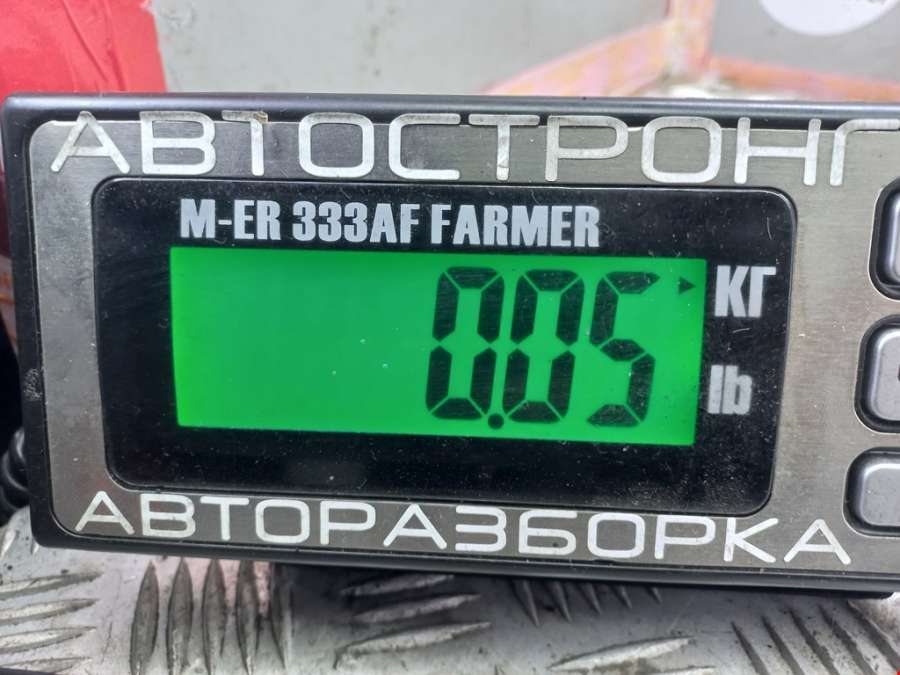 АВТОСТРОНГ
M-ER 333AF FARMER
0.05
КГ
lb
АВТОРАЗБОРКА